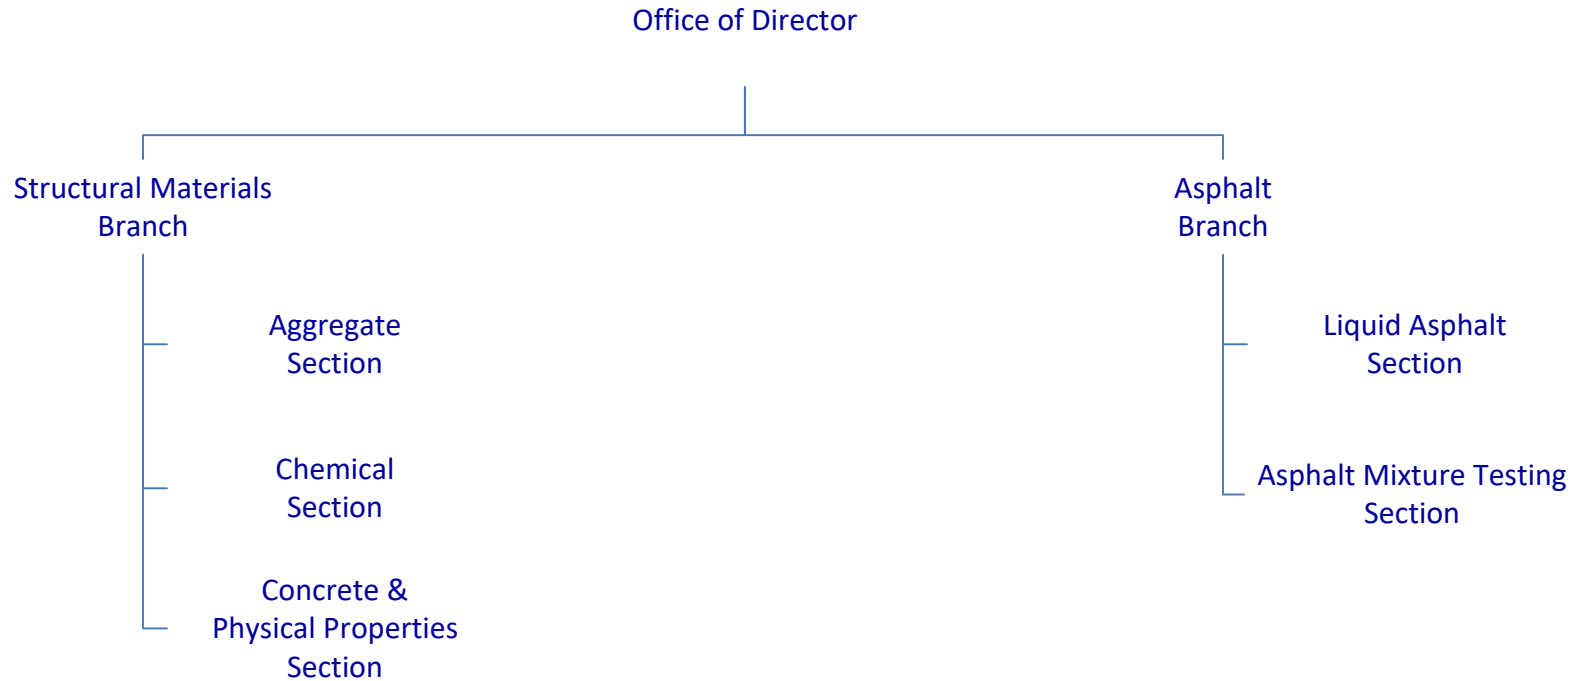 Office of Director
Structural Materials
Branch
Asphalt
Branch
Aggregate
Section
Liquid Asphalt
Section
Chemical
Section
Asphalt Mixture Testing
Section
Concrete &
Physical Properties
Section